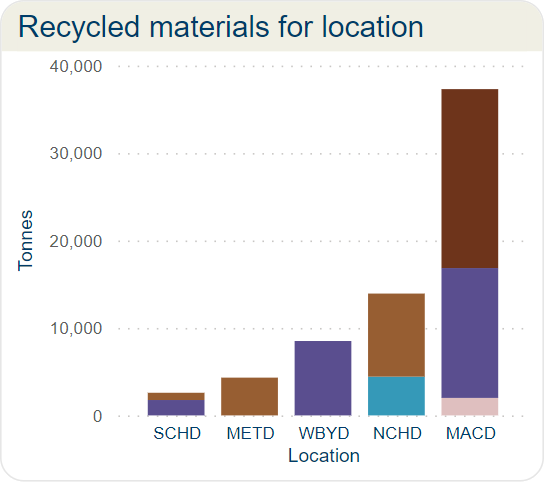 Recycled materials for location
40,000
30,000
20,000
10,000
0
Tonnes
SCHD METD WBYD NCHD MACD
Location